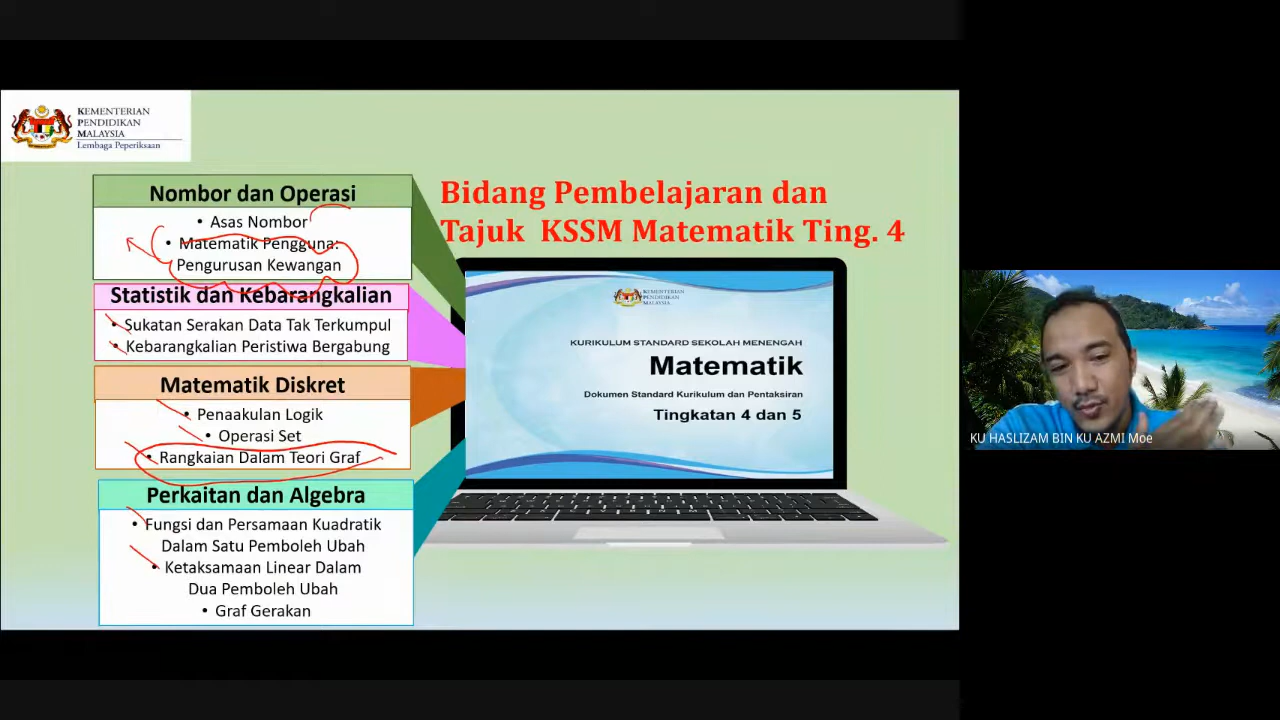 KEMENTERIAN
PENDIDIKAN
MALAYSIA
Lembaga Peperiksaan
Nombor dan Operasi
• Asas Nombor
• Matematik Pengguna:
Pengurusan Kewangan
Statistik dan Kebarangkalian
• Sukatan Serakan Data Tak Terkumpul
• Kebarangkalian Peristiwa Bergabung
Matematik Diskret
• Penaakulan Logik
• Operasi Set
• Rangkaian Dalam Teori Graf
Perkaitan dan Algebra
• Fungsi dan Persamaan Kuadratik
Dalam Satu Pemboleh Ubah
• Ketaksamaan Linear Dalam
Dua Pemboleh Ubah
• Graf Gerakan
Bidang Pembelajaran dan
Tajuk KSSM Matematik Ting. 4
KEMENTERIAN
PENDIDIKAN
MALAYSIA
KURIKULUM STANDARD SEKOLAH MENENGAH
Matematik
Dokumen Standard Kurikulum dan Pentaksiran
Tingkatan 4 dan 5
KU HASLIZAM BIN KU AZMI Moe